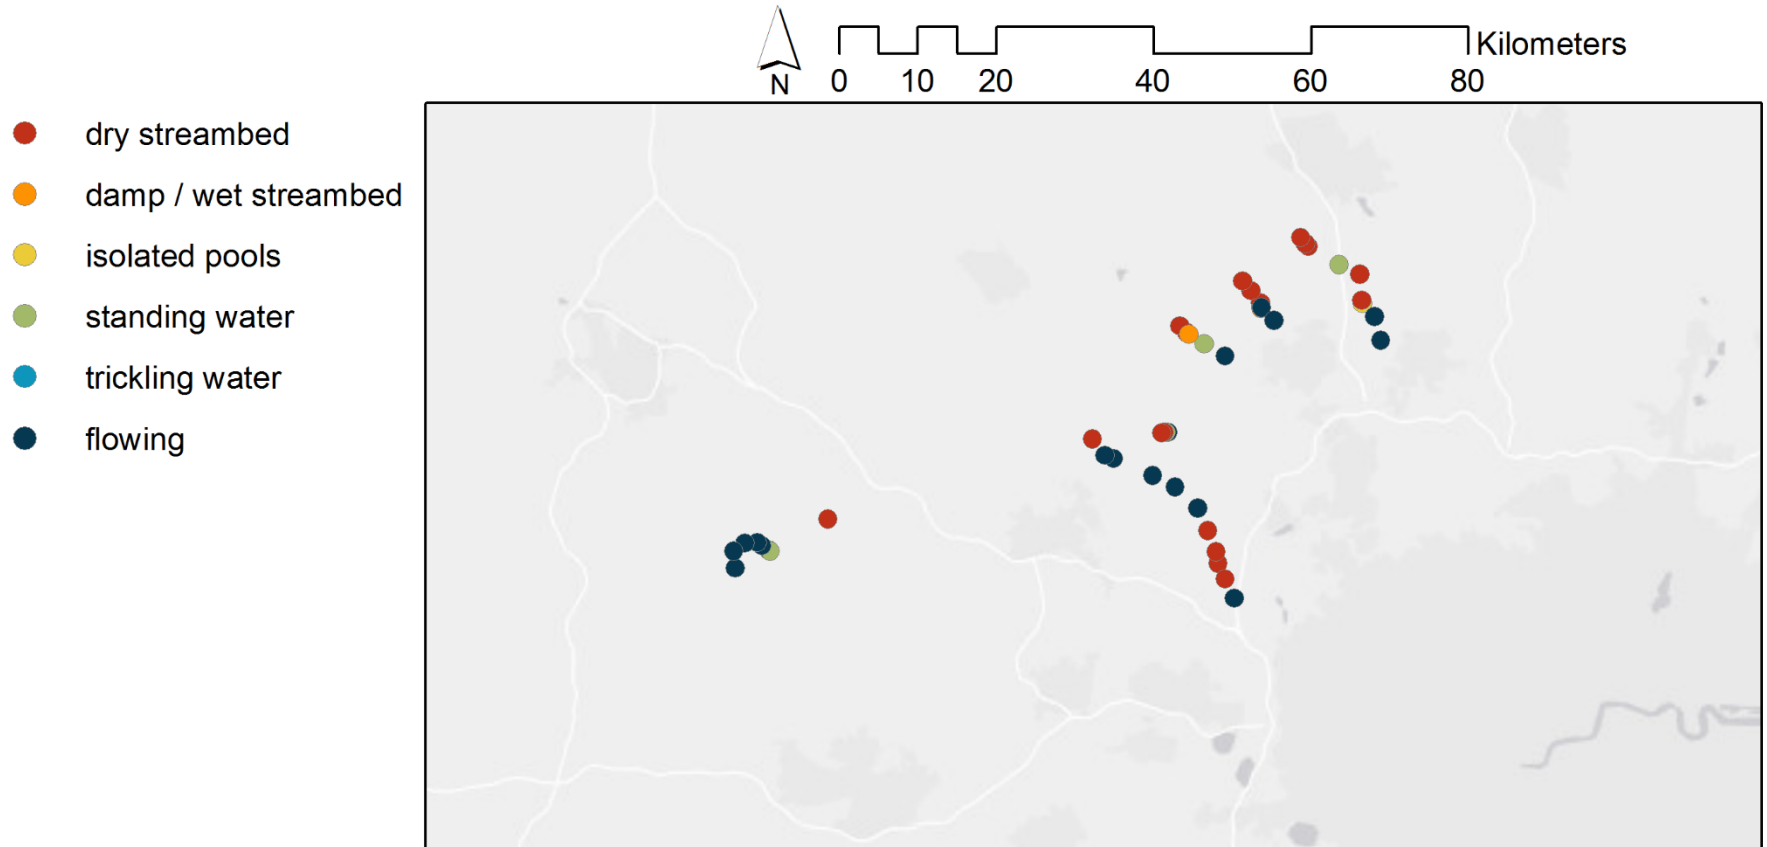 Kilometers
N 0 10 20 40 60 80
dry streambed
damp / wet streambed
isolated pools
standing water
trickling water
flowing